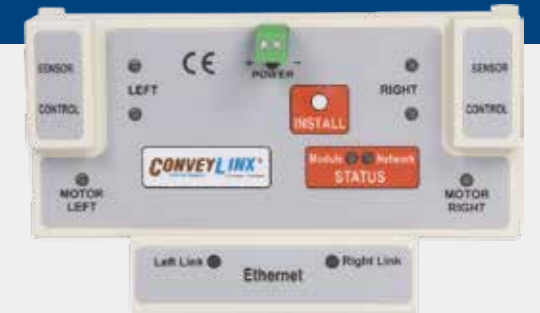 SENSOR
CONTROL
LEFT
CE
+ POWER −
RIGHT
INSTALL
SENSOR
CONTROL
MOTOR
LEFT
CONVEYLINX
Module Network
STATUS
MOTOR
RIGHT
Left Link
Right Link
Ethernet